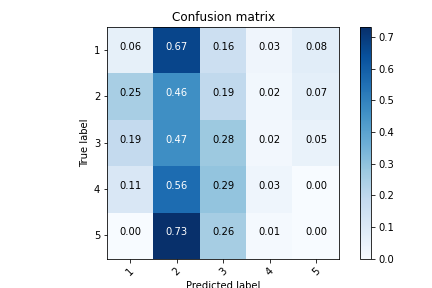 Confusion matrix
1 0.06 0.67 0.16 0.03 0.08
2 0.25 0.46 0.19 0.02 0.07
3 0.19 0.47 0.28 0.02 0.05
4 0.11 0.56 0.29 0.03 0.00
5 0.00 0.73 0.26 0.01 0.00
1 2 3 4 5
True label
Predicted label
0.7
0.6
0.5
0.4
0.3
0.2
0.1
0.0